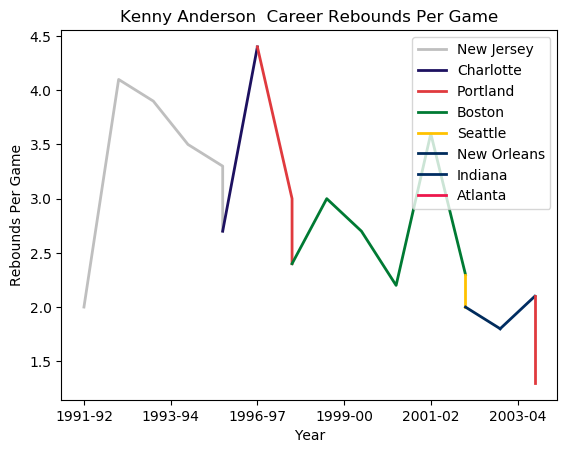 Kenny Anderson  Career Rebounds Per Game
4.5
4.0
3.5
3.0
2.5
2.0
1.5
Rebounds Per Game
New Jersey
Charlotte
Portland
Boston
Seattle
New Orleans
Indiana
Atlanta
1991-92
1993-94
1996-97
1999-00
2001-02
2003-04
Year